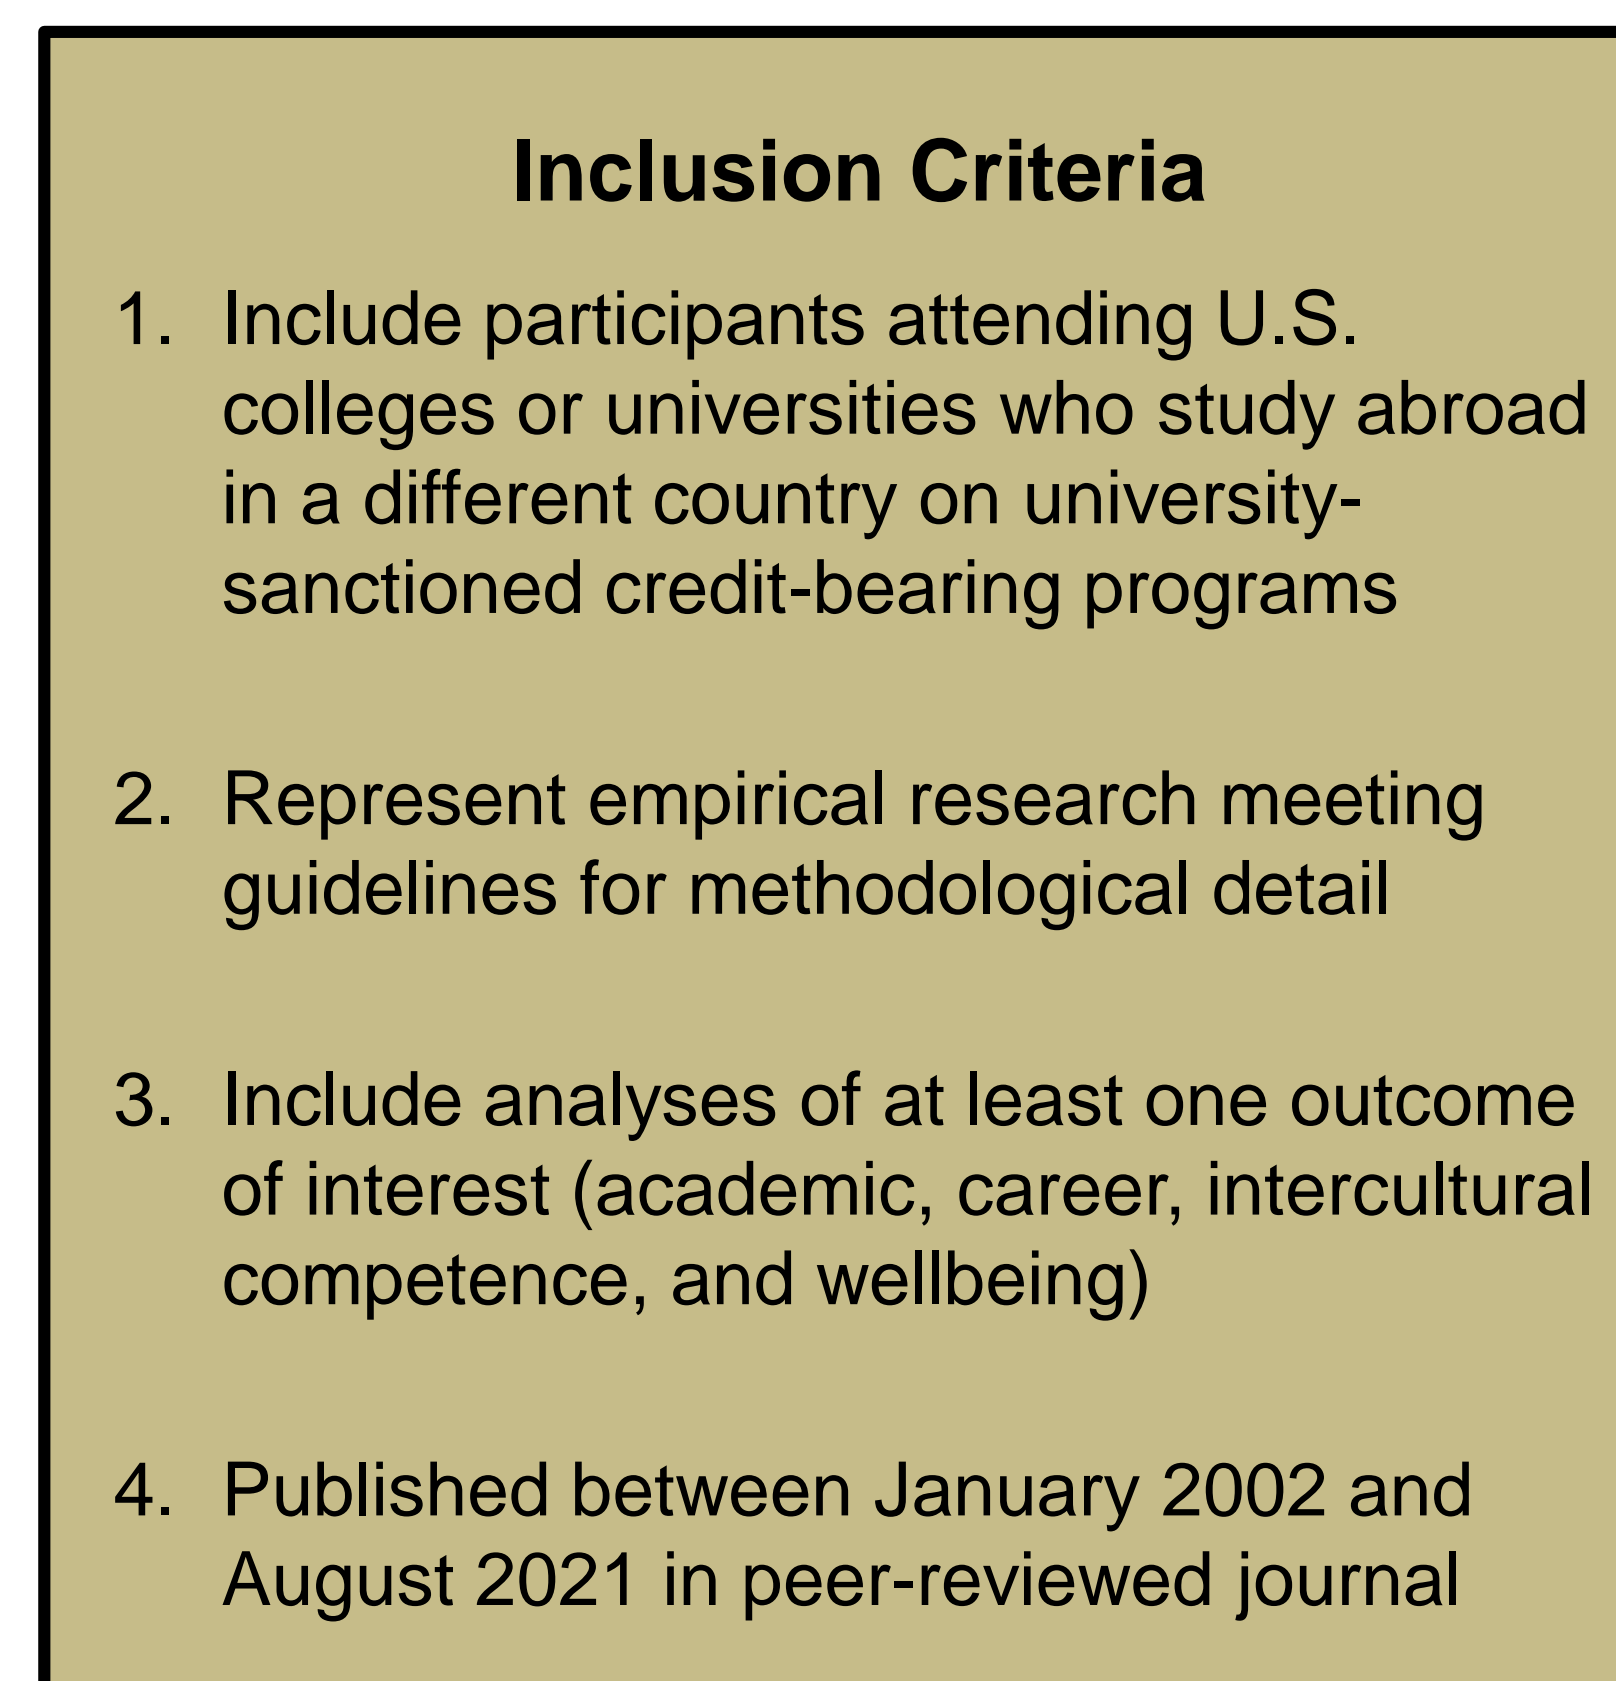 Inclusion Criteria
1. Include participants attending U.S.
colleges or universities who study abroad
in a different country on university-
sanctioned credit-bearing programs
2. Represent empirical research meeting
guidelines for methodological detail
3. Include analyses of at least one outcome
of interest (academic, career, intercultural
competence, and wellbeing)
4. Published between January 2002 and
August 2021 in peer-reviewed journal